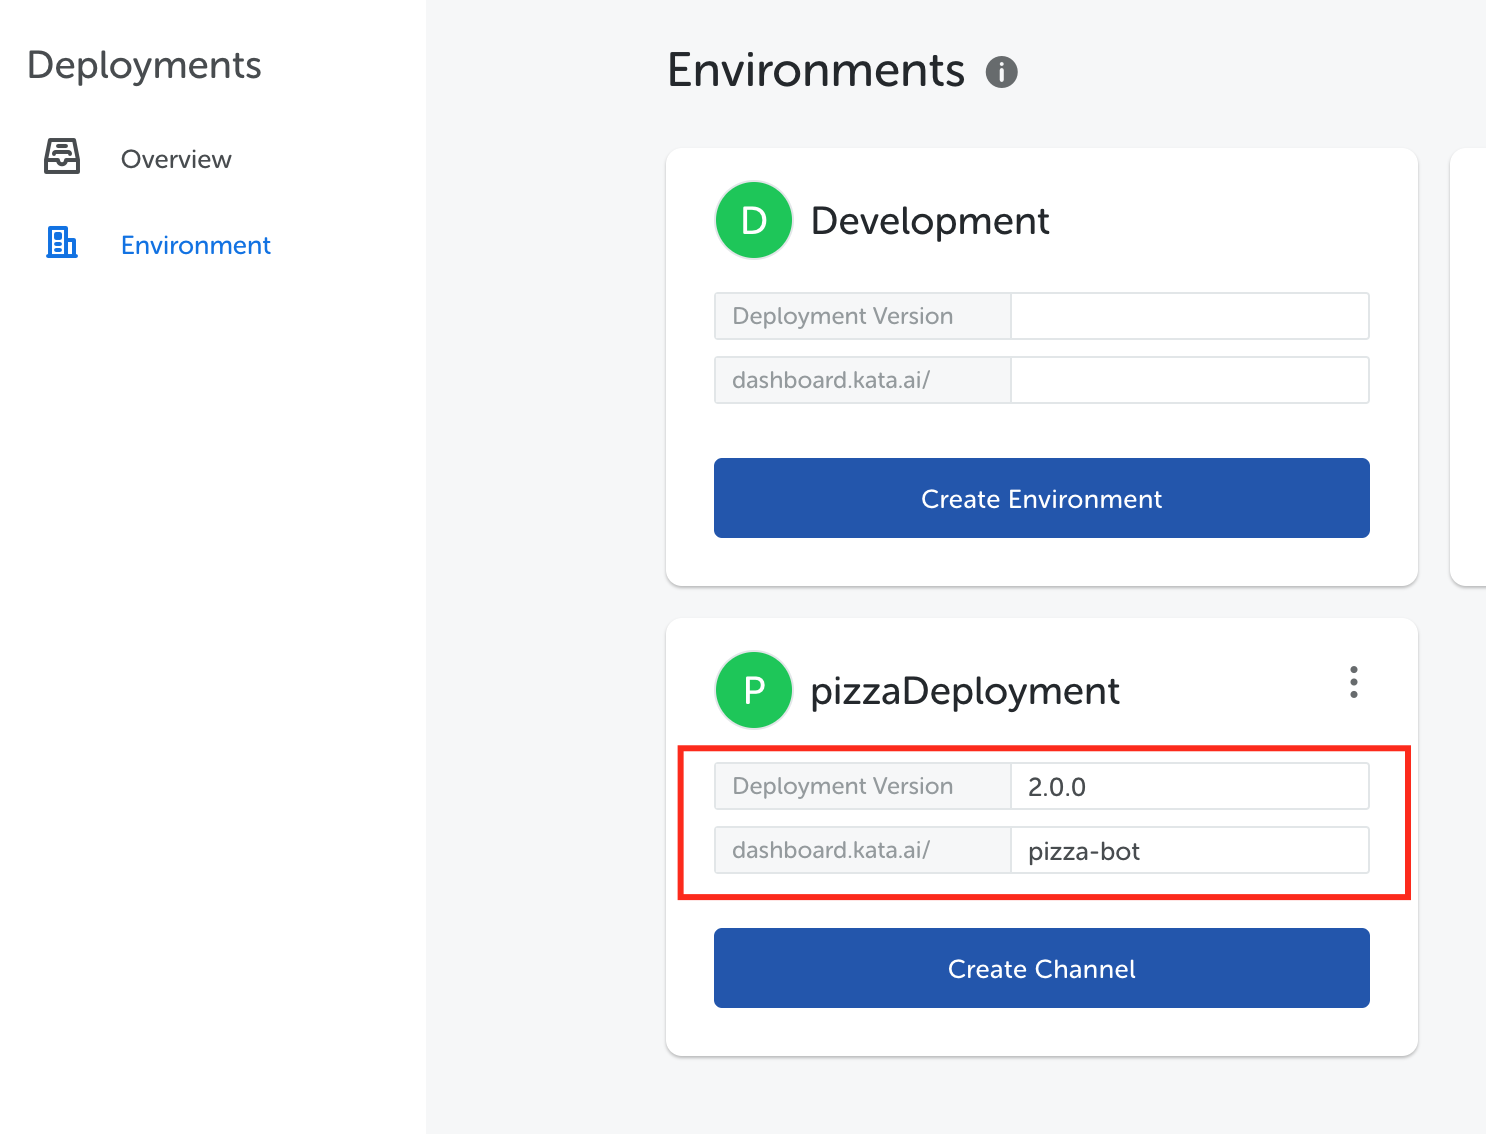 Deployments
Overview
Environment
Environments
D Development
Deployment Version
dashboard.kata.ai/
Create Environment
P pizzaDeployment
Deployment Version 2.0.0
dashboard.kata.ai/ pizza-bot
Create Channel